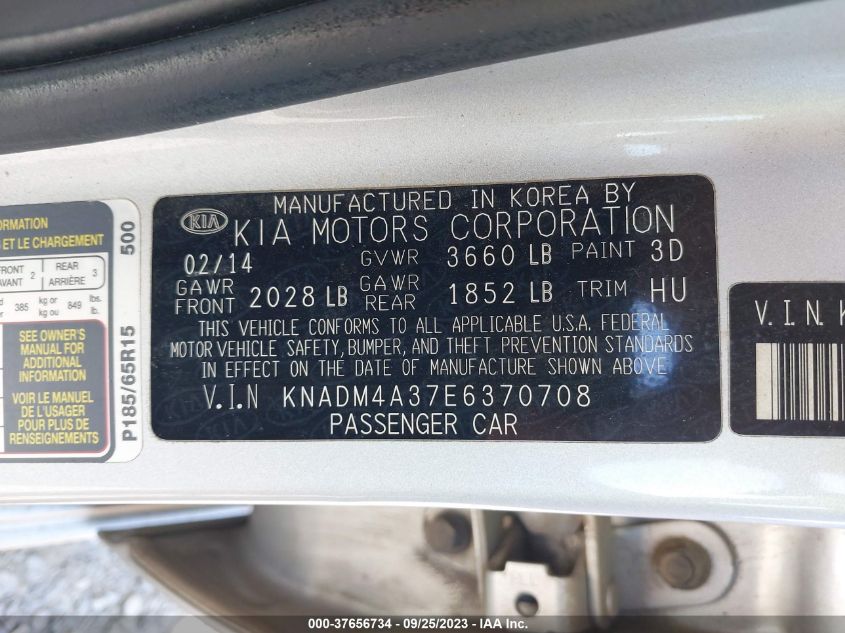 ORMATION
ET LE CHARGEMENT
FRONT 2 REAR 3
AVANT ARRIÈRE
385 kg or 849 lbs.
kg ou lb.
SEE OWNER'S
MANUAL FOR
ADDITIONAL
INFORMATION
VOIR LE MANUEL
DE L'USAGER
POUR PLUS DE
RENSEIGNEMENTS
P185/65R15 500
MANUFACTURED IN KOREA BY
KIA KIA MOTORS CORPORATION
02/14 GVWR 3660 LB PAINT 3D
GAWR FRONT 2028 LB GAWR REAR 1852 LB TRIM HU
THIS VEHICLE CONFORMS TO ALL APPLICABLE U.S.A. FEDERAL
MOTOR VEHICLE SAFETY, BUMPER, AND THEFT PREVENTION STANDARDS
IN EFFECT ON THE DATE OF MANUFACTURE SHOWN ABOVE
V.I.N KNADM4A37E6370708
PASSENGER CAR
V.I.N. K
000-37656734 - 09/25/2023 - IAA Inc.